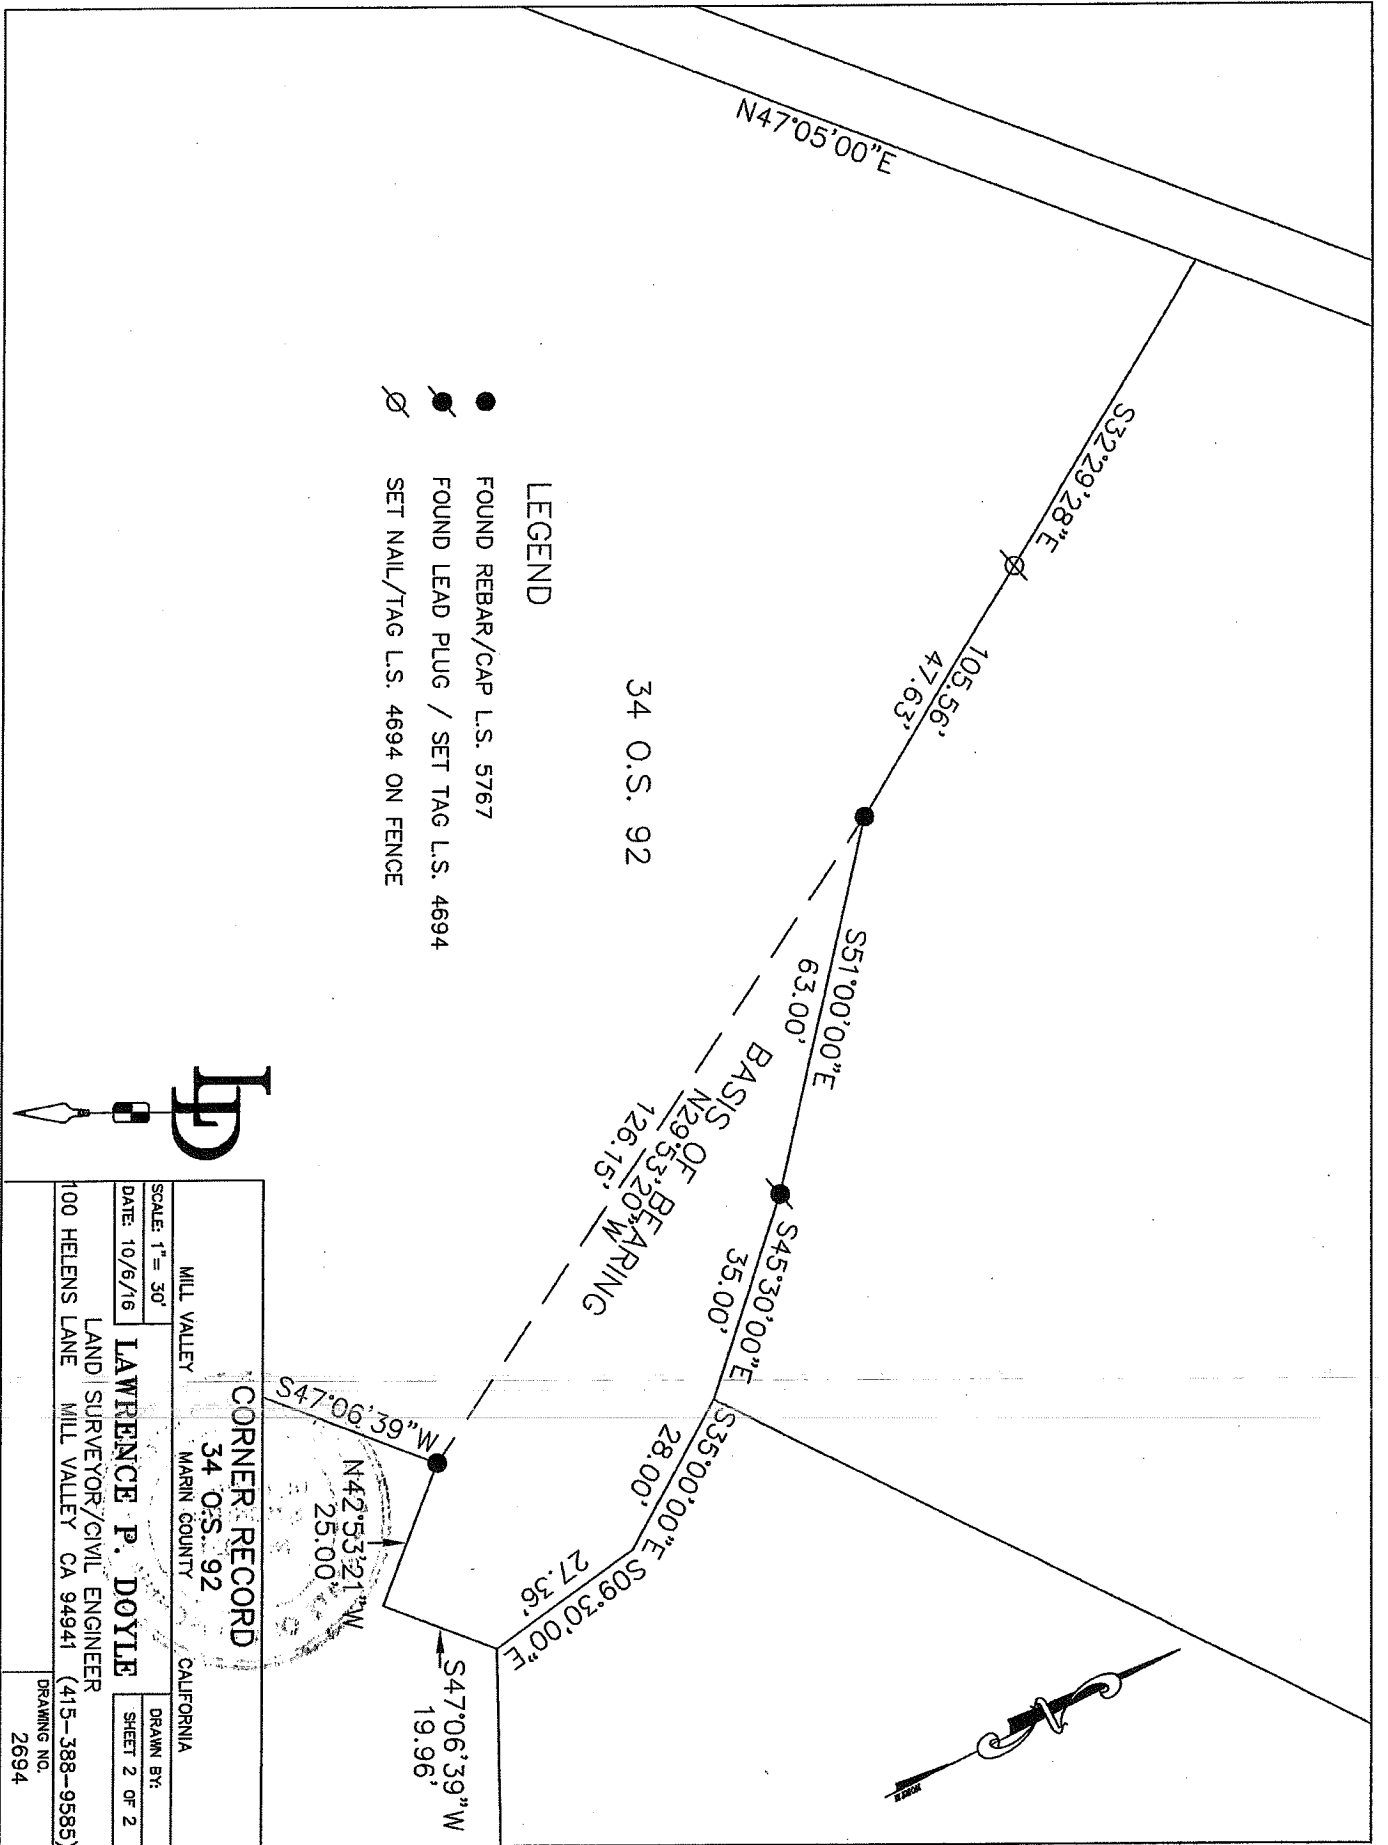 N47°05'00"E
S32°29'28"E
105.56'
47.63'
S51°00'00"E
63.00'
S45°30'00"E
35.00'
S35°00'00"E
28.00'
S09°30'00"E
27.36'
S47°06'39"W
19.96'
N42°53'21"W
25.00'
S47°06'39"W
BASIS OF BEARING
N29°53'20"W
126.15'
34 O.S. 92
LEGEND
FOUND REBAR/CAP L.S. 5767
FOUND LEAD PLUG / SET TAG L.S. 4694
SET NAIL/TAG L.S. 4694 ON FENCE
N
LD
CORNER RECORD
34 O.S. 92
MILL VALLEY MARIN COUNTY CALIFORNIA
SCALE: 1"= 30'
DATE: 10/6/16
LAWRENCE P. DOYLE
LAND SURVEYOR/CIVIL ENGINEER
100 HELENS LANE MILL VALLEY CA 94941 (415-388-9585)
DRAWN BY:
SHEET 2 OF 2
DRAWING NO.
2694